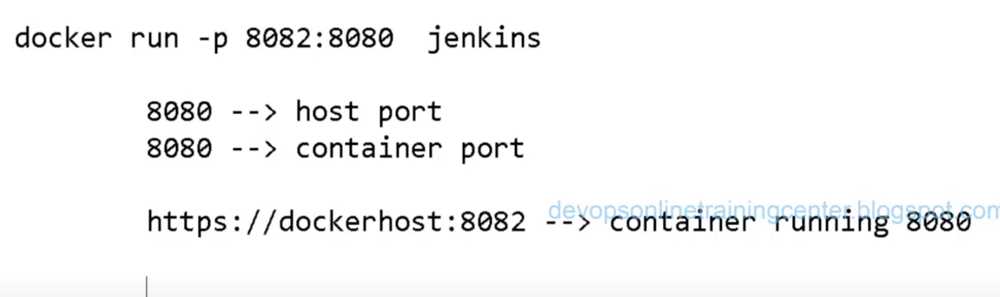 docker run -p 8082:8080  jenkins
8080 --> host port
8080 --> container port
devopsonlinetrainingcenter.blogspot.com
https://dockerhost:8082 --> container running 8080